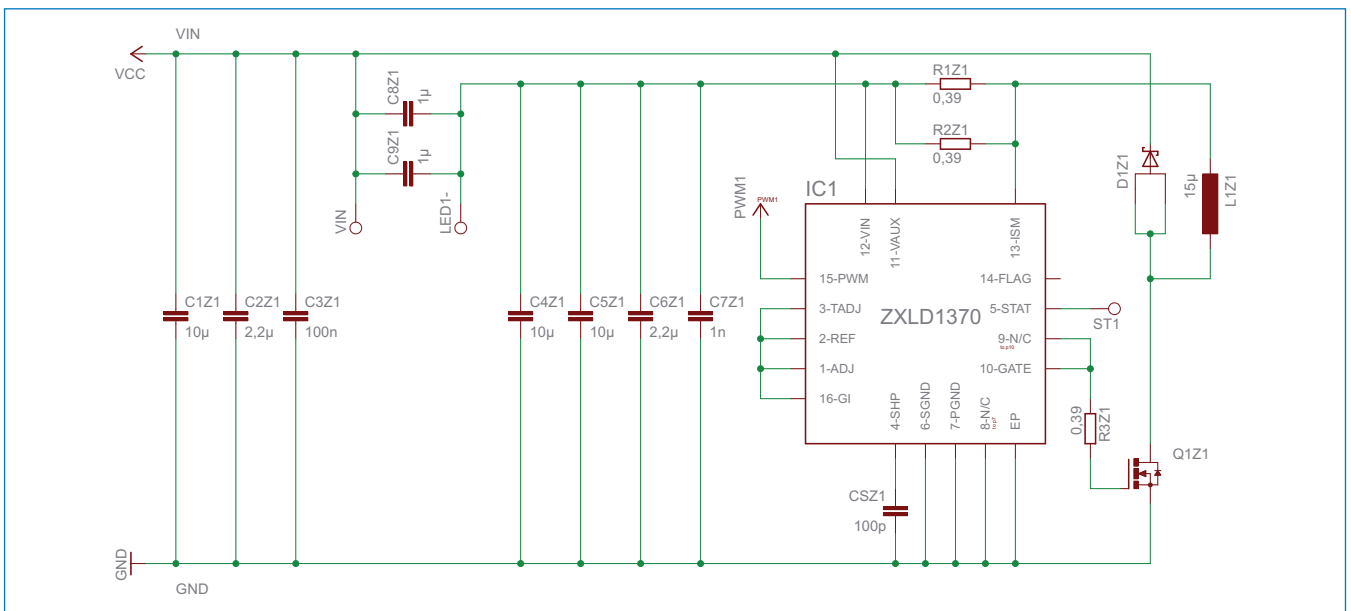 VIN
VCC
C8Z1
1µ
C9Z1
1µ
VIN
LED1-
R1Z1
0,39
R2Z1
0,39
D1Z1
15µ
L1Z1
PWM1
PWM1
IC1
12-VIN
11-VAUX
13-ISM
15-PWM
14-FLAG
3-TADJ
5-STAT
ST1
ZXLD1370
2-REF
9-N/C
to p10
1-ADJ
10-GATE
16-GI
4-SHP
6-SGND
7-PGND
8-N/C
to p7
EP
C1Z1
10µ
C2Z1
2,2µ
C3Z1
100n
C4Z1
10µ
C5Z1
10µ
C6Z1
2,2µ
C7Z1
1n
0,39
R3Z1
Q1Z1
CSZ1
100p
GND
GND